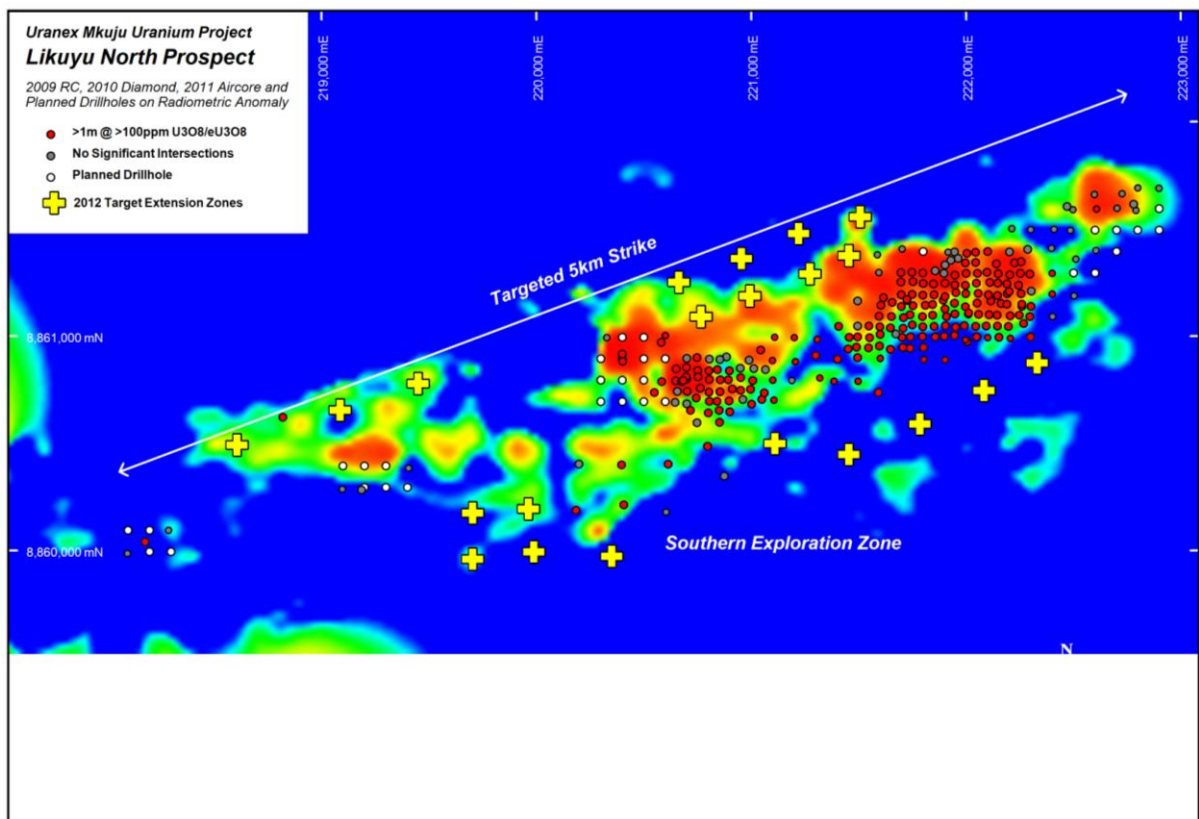 Uranex Mkuju Uranium Project
Likuyu North Prospect
2009 RC, 2010 Diamond, 2011 Aircore and
Planned Drillholes on Radiometric Anomaly
>1m @ >100ppm U3O8/eU3O8
No Significant Intersections
Planned Drillhole
2012 Target Extension Zones
219,000 mE
220,000 mE
221,000 mE
222,000 mE
223,000 mE
Targeted 5km Strike
8,861,000 mN
8,860,000 mN
Southern Exploration Zone
N